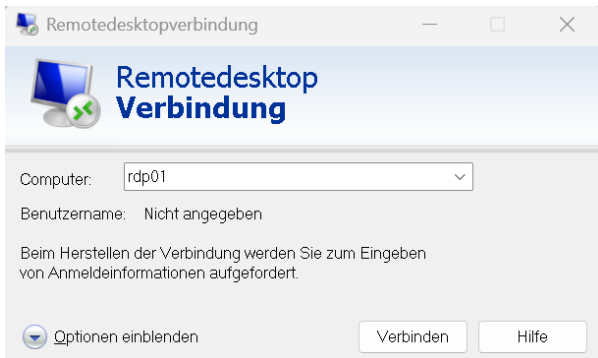 Remotedesktopverbindung
Remotedesktop
Verbindung
Computer: rdp01
Benutzername: Nicht angegeben
Beim Herstellen der Verbindung werden Sie zum Eingeben
von Anmeldeinformationen aufgefordert.
Optionen einblenden Verbinden Hilfe